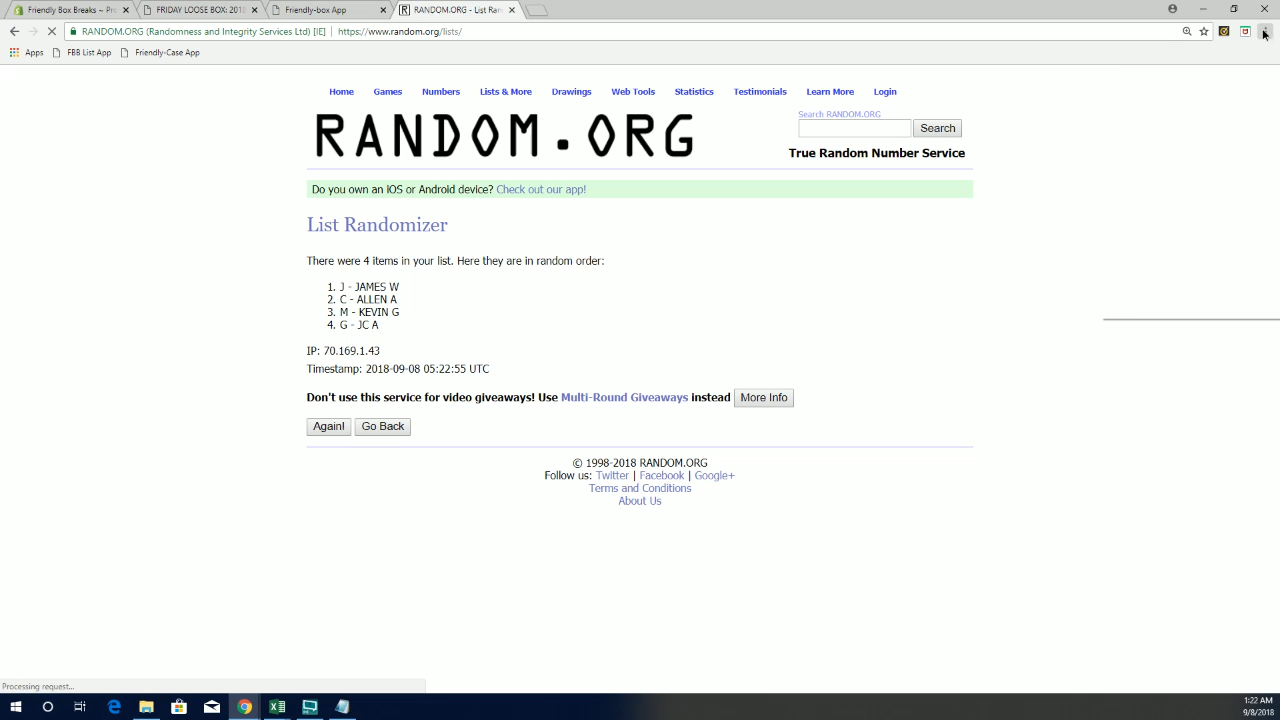 Friendly Box Breaks ~ Pro
FRIDAY LOOSE BOX: 2018
Friendly-box App
RANDOM.ORG - List Ran
RANDOM.ORG (Randomness and Integrity Services Ltd) [IE]
https://www.random.org/lists/
Apps
FBB List App
Friendly-Case App
Home
Games
Numbers
Lists & More
Drawings
Web Tools
Statistics
Testimonials
Learn More
Login
RANDOM.ORG
Search RANDOM.ORG
Search
True Random Number Service
Do you own an iOS or Android device? Check out our app!
List Randomizer
There were 4 items in your list. Here they are in random order:
1. J - JAMES W
2. C - ALLEN A
3. M - KEVIN G
4. G - JC A
IP: 70.169.1.43
Timestamp: 2018-09-08 05:22:55 UTC
Don't use this service for video giveaways! Use Multi-Round Giveaways instead
More Info
Again!
Go Back
© 1998-2018 RANDOM.ORG
Follow us: Twitter | Facebook | Google+
Terms and Conditions
About Us
Processing request...
1:22 AM
9/8/2018